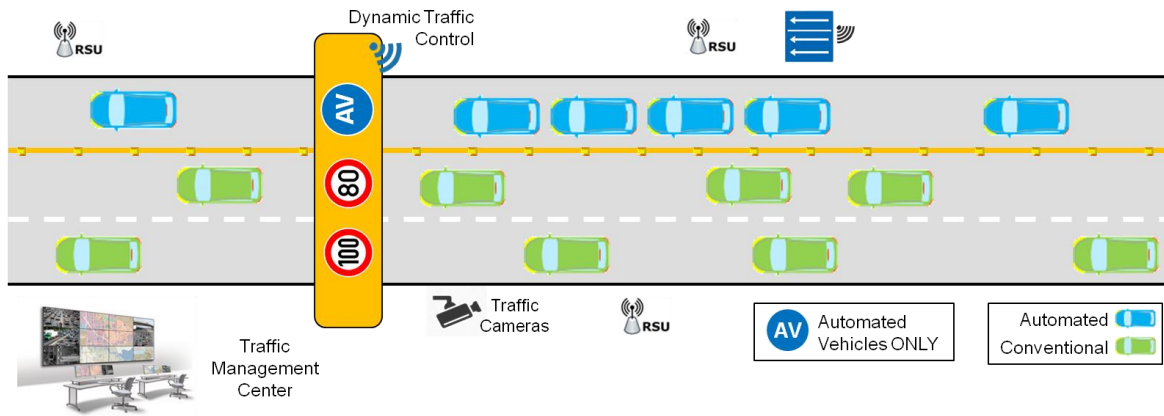 Dynamic Traffic
Control
RSU
RSU
AV
80
100
Traffic
Cameras
RSU
Traffic
Management
Center
AV
Automated
Vehicles ONLY
Automated
Conventional